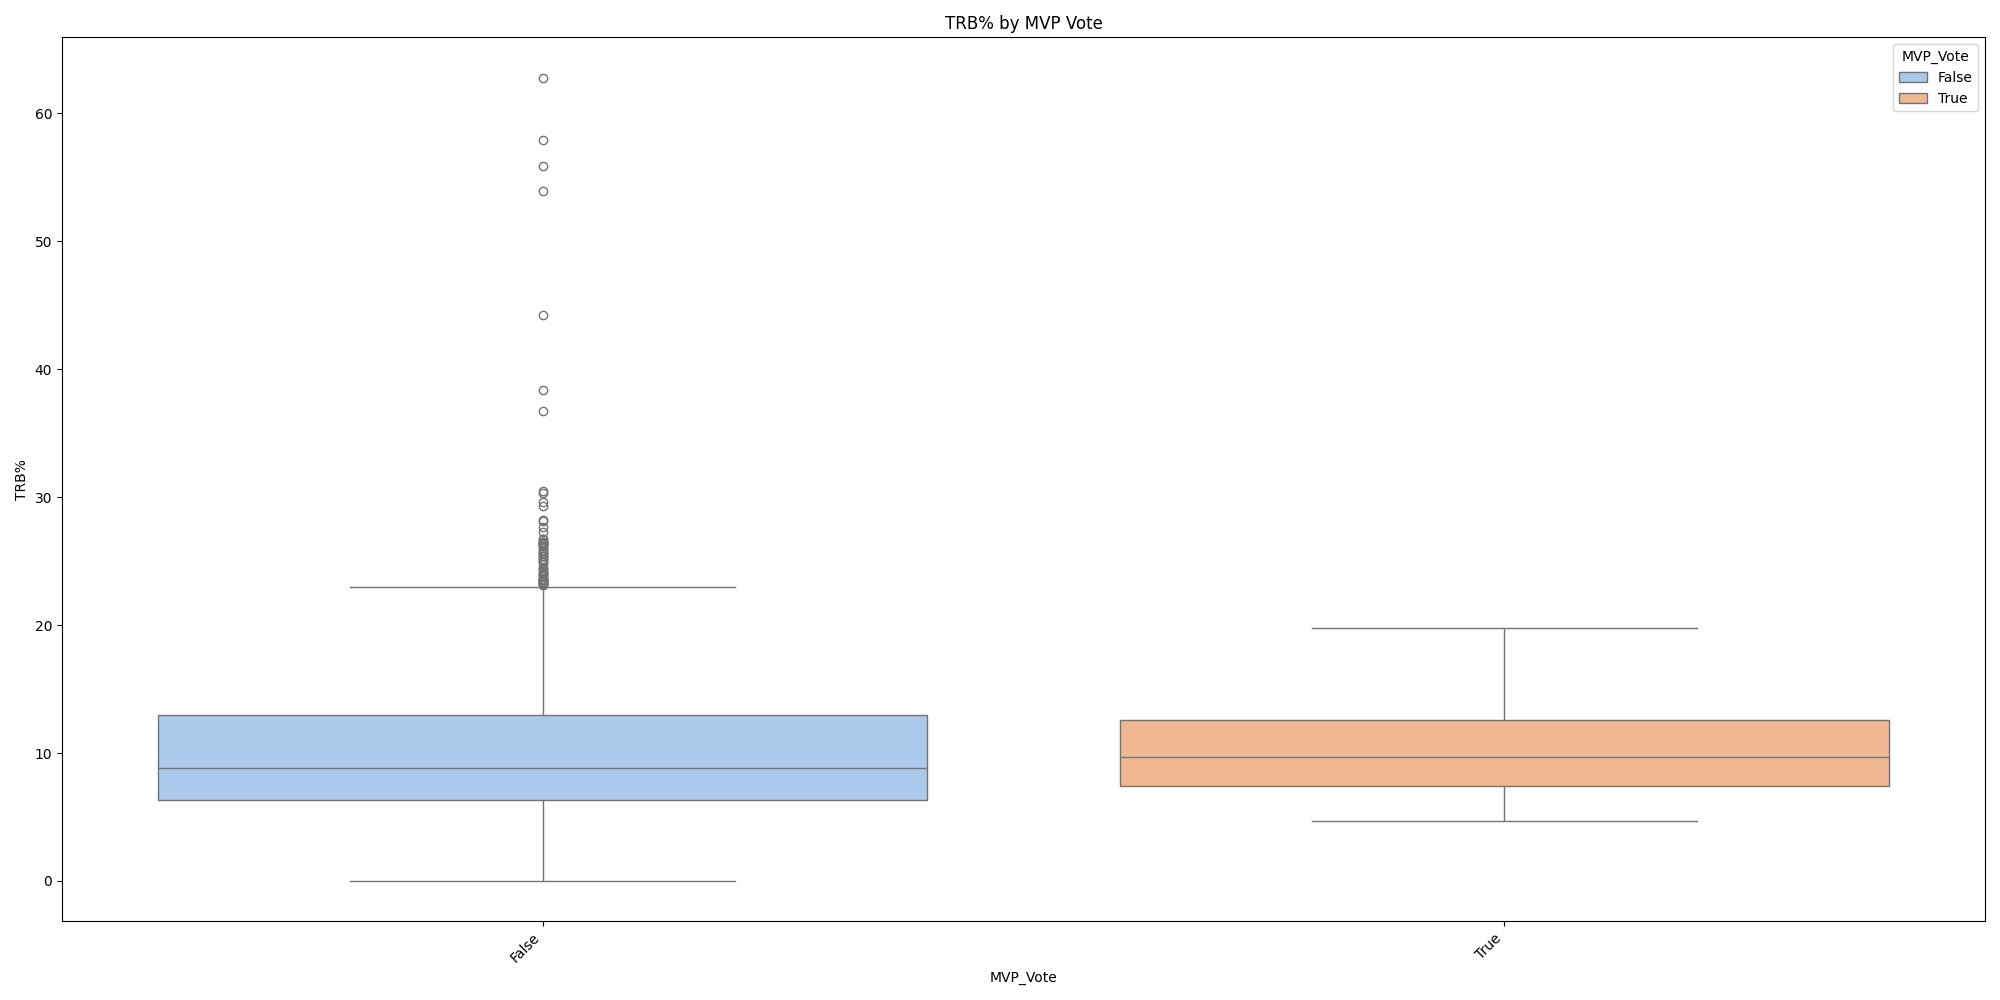 TRB% by MVP Vote
MVP_Vote
False
True
60
50
40
30
20
10
0
TRB%
False
True
MVP_Vote